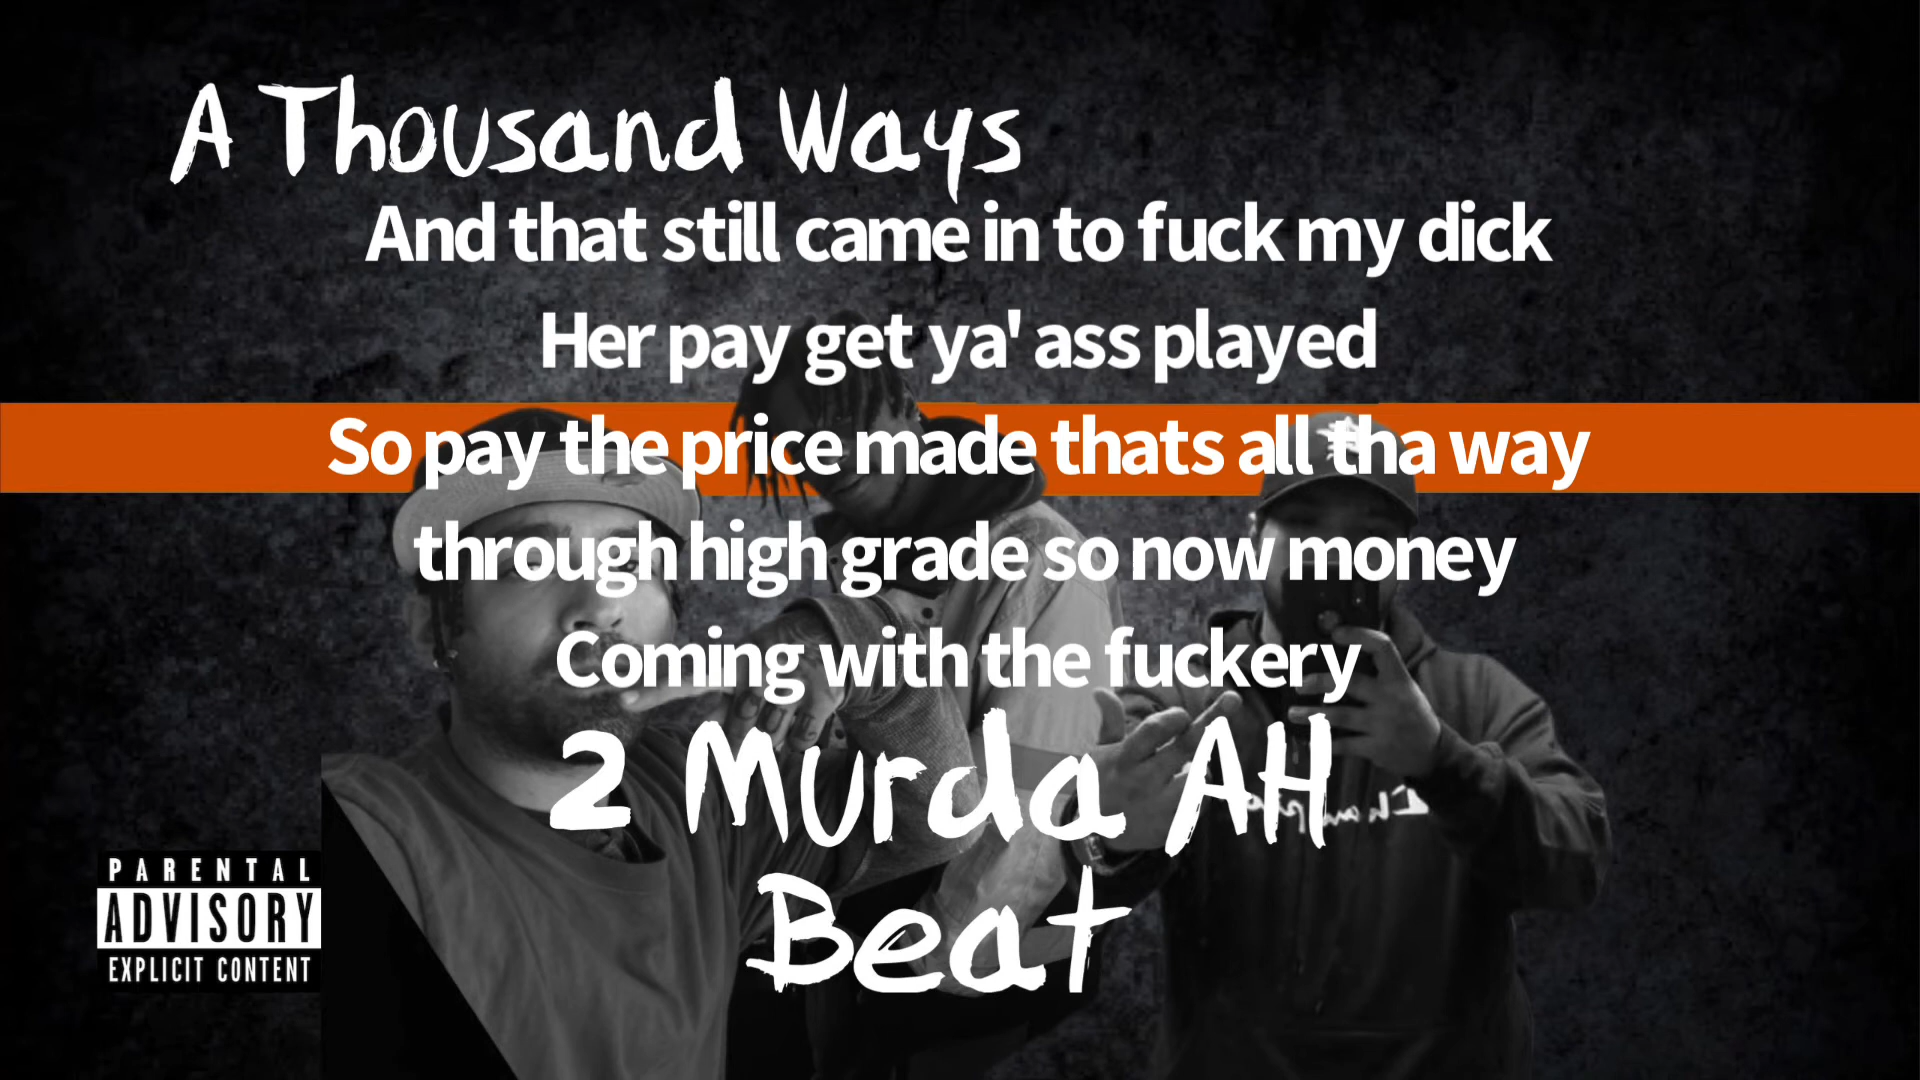 A Thousand Ways
And that still came in to fuck my dick
Her pay get ya' ass played
So pay the price made thats all tha way
through high grade so now money
Coming with the fuckery
2 Murda AH
Beat
PARENTAL
ADVISORY
EXPLICIT CONTENT
Champion